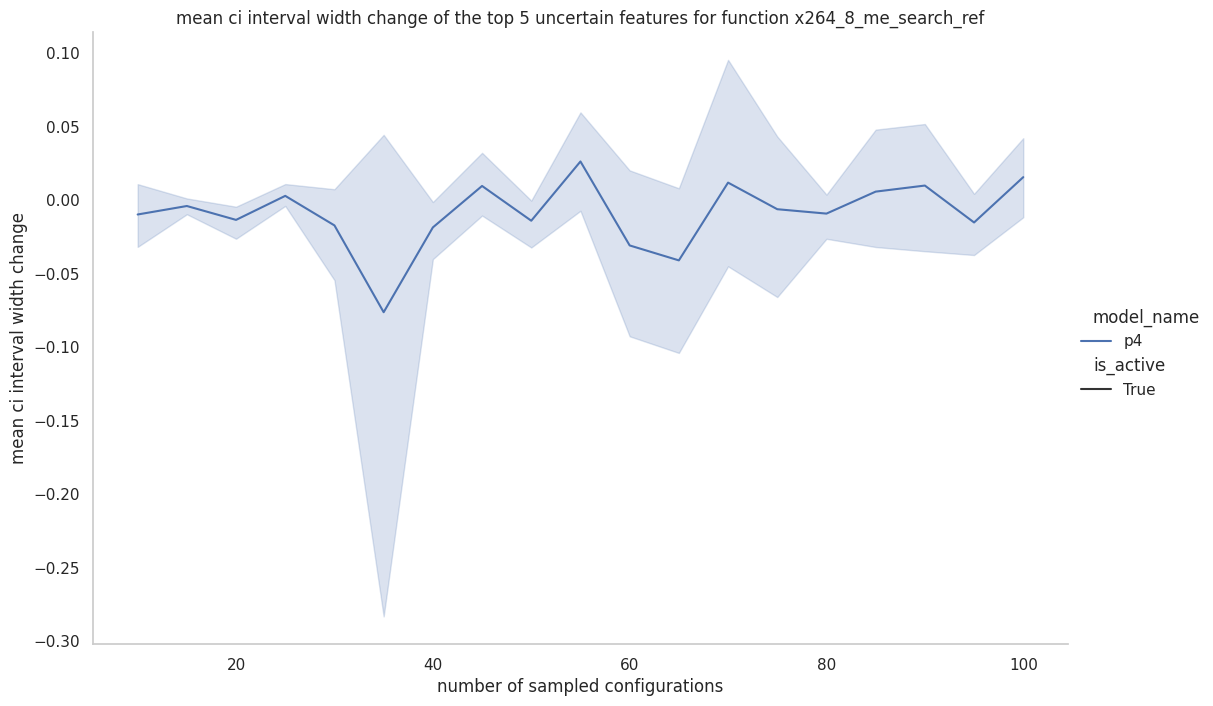 mean ci interval width change of the top 5 uncertain features for function x264_8_me_search_ref
0.10
0.05
0.00
−0.05
−0.10
−0.15
−0.20
−0.25
−0.30
mean ci interval width change
20
40
60
80
100
number of sampled configurations
model_name
p4
is_active
True